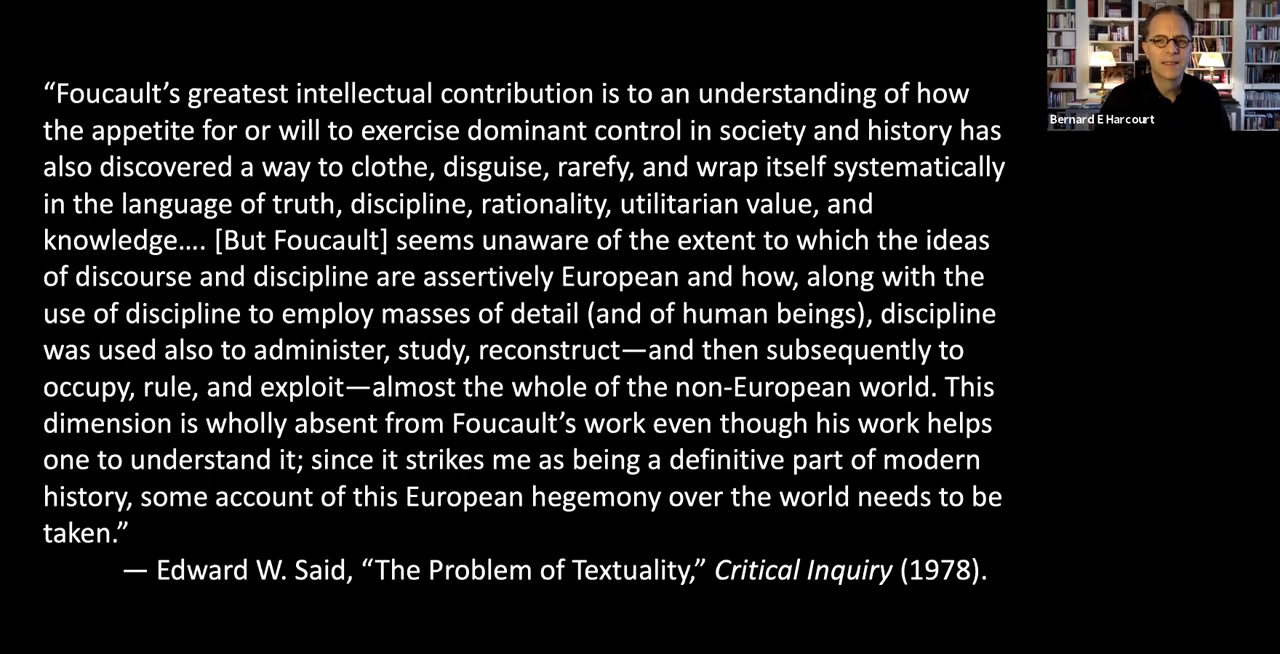 “Foucault’s greatest intellectual contribution is to an understanding of how
the appetite for or will to exercise dominant control in society and history has
also discovered a way to clothe, disguise, rarefy, and wrap itself systematically
in the language of truth, discipline, rationality, utilitarian value, and
knowledge…. [But Foucault] seems unaware of the extent to which the ideas
of discourse and discipline are assertively European and how, along with the
use of discipline to employ masses of detail (and of human beings), discipline
was used also to administer, study, reconstruct—and then subsequently to
occupy, rule, and exploit—almost the whole of the non-European world. This
dimension is wholly absent from Foucault’s work even though his work helps
one to understand it; since it strikes me as being a definitive part of modern
history, some account of this European hegemony over the world needs to be
taken.”
— Edward W. Said, “The Problem of Textuality,” Critical Inquiry (1978).
Bernard E Harcourt